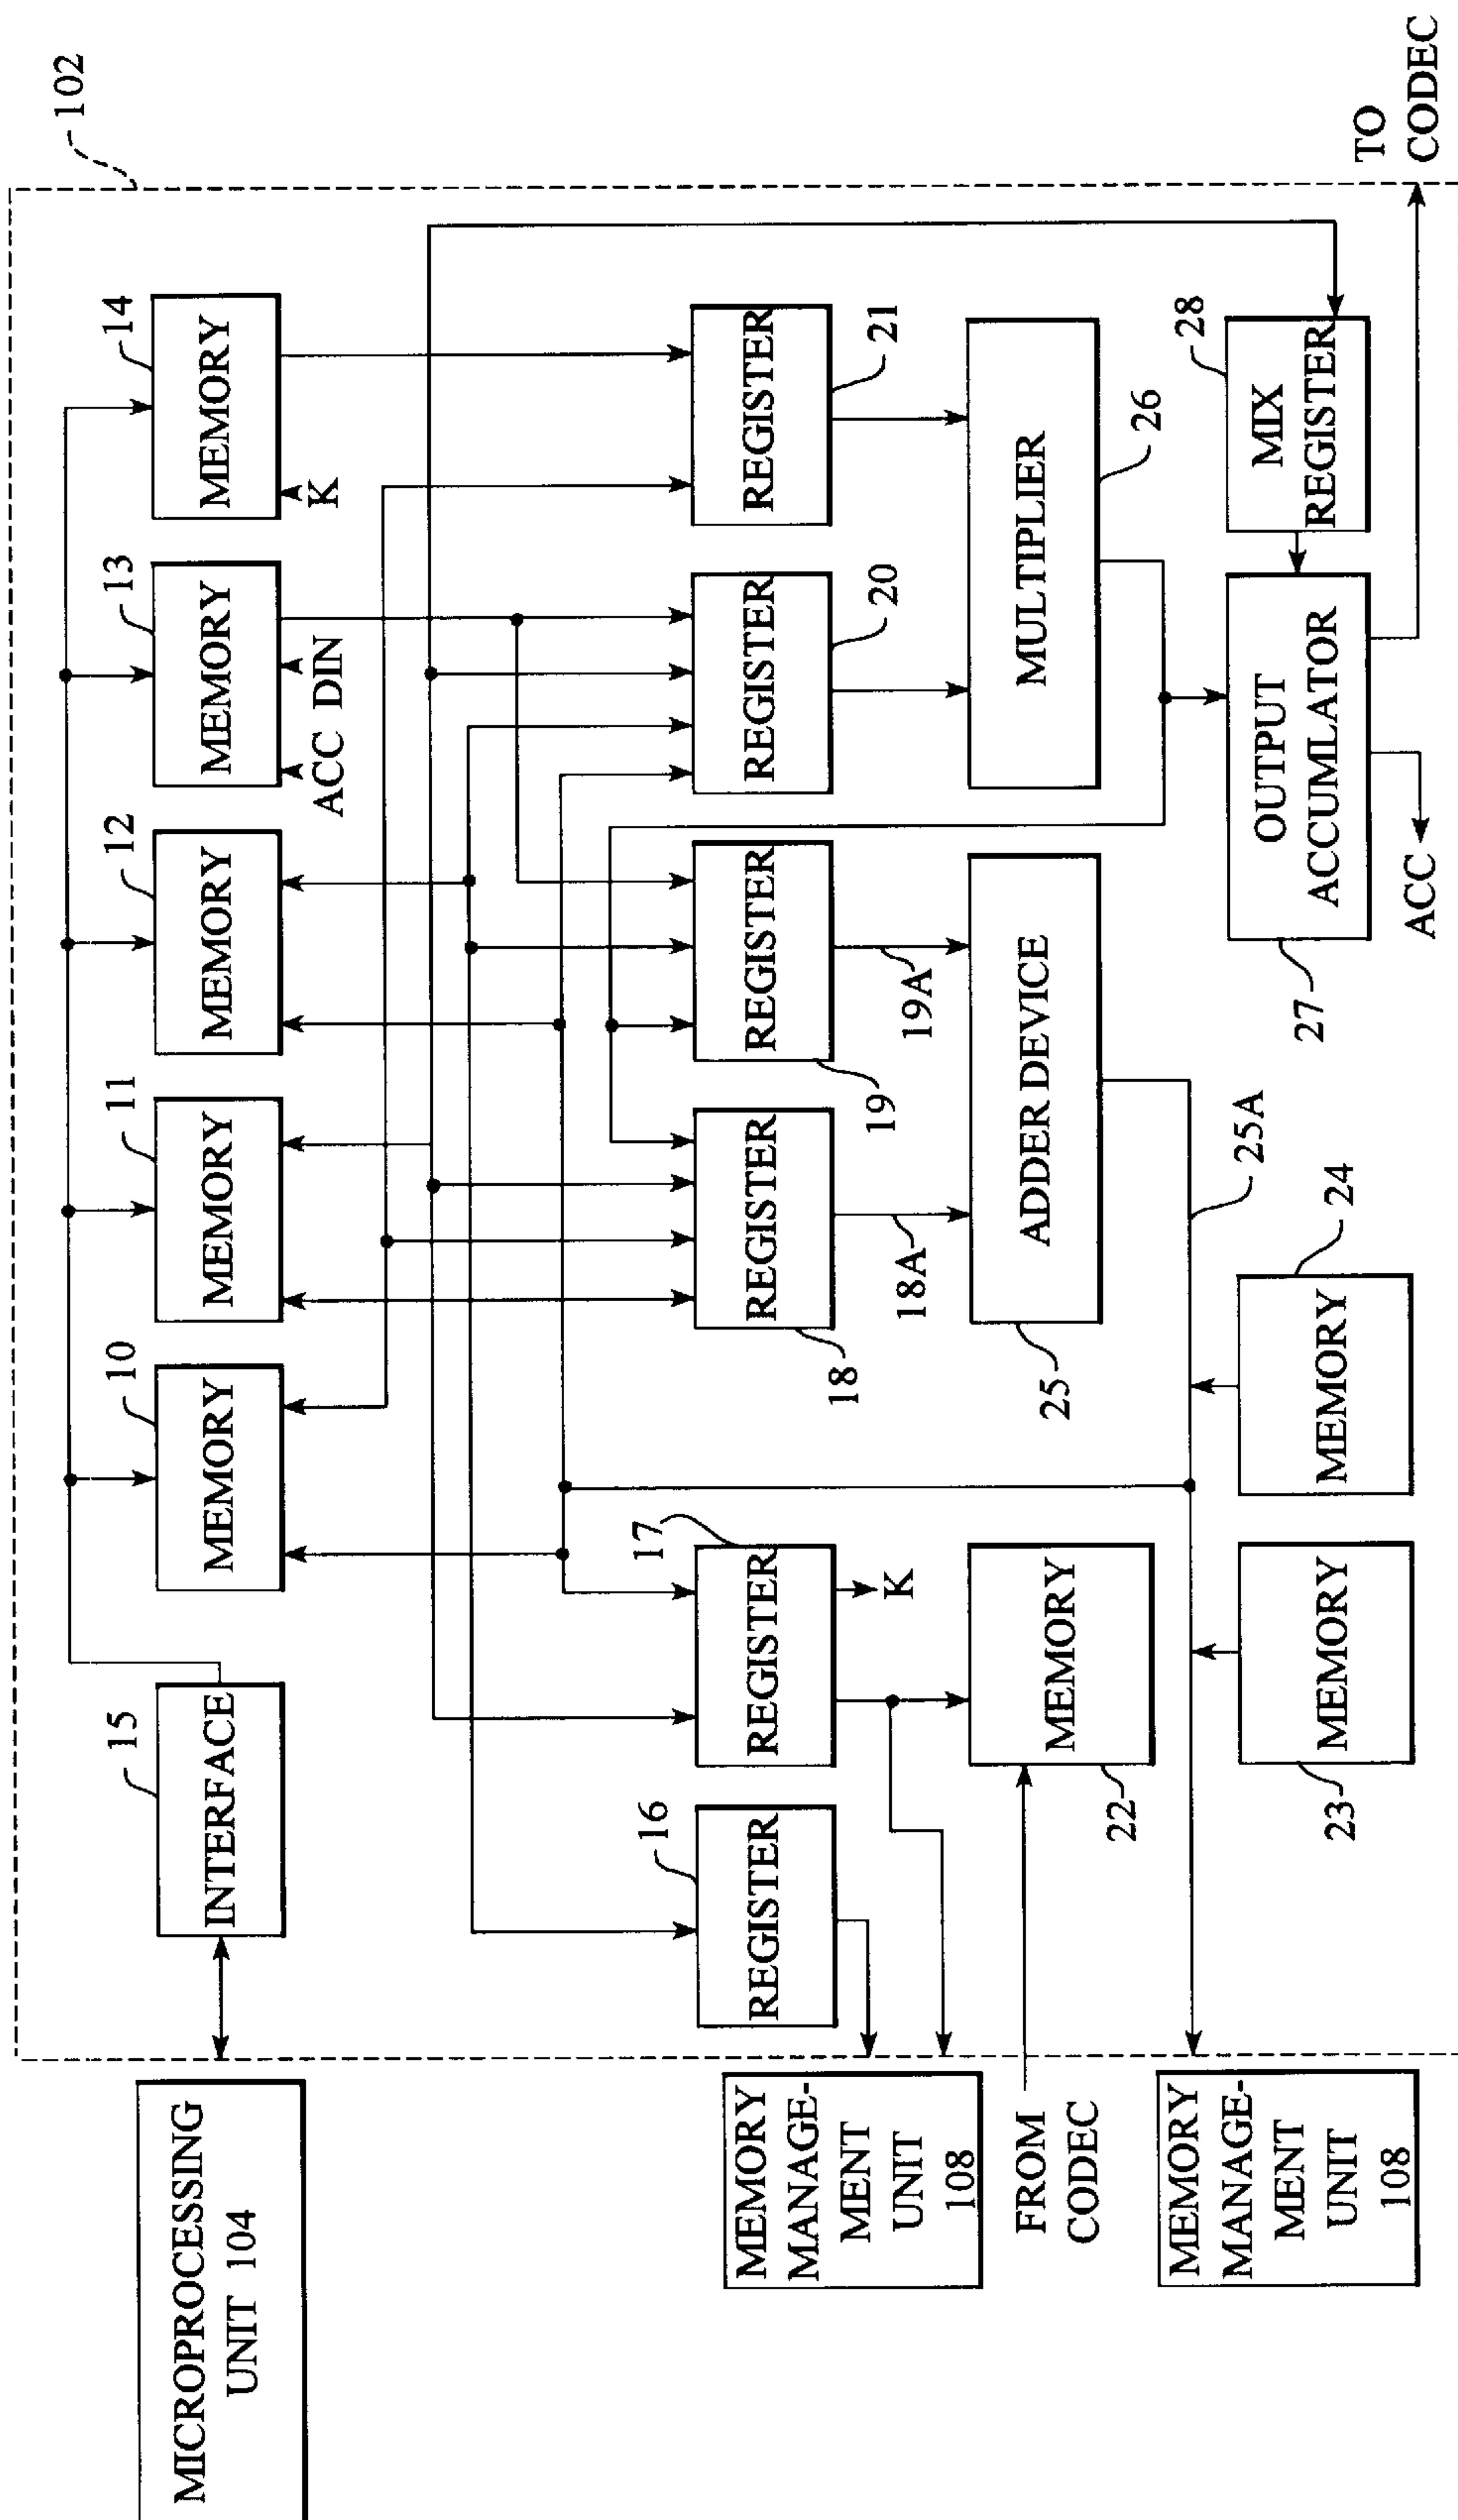 102
MICROPROCESSING
UNIT 104
15
INTERFACE
10
MEMORY
11
MEMORY
12
MEMORY
13
MEMORY
ACC DIN
14
MEMORY
K
MEMORY
MANAGE-
MENT
UNIT
108
16
REGISTER
17
REGISTER
K
18
REGISTER
18A
19
REGISTER
19A
20
REGISTER
21
REGISTER
FROM
CODEC
22
MEMORY
25
ADDER DEVICE
25A
26
MULTIPLIER
MEMORY
MANAGE-
MENT
UNIT
108
23
MEMORY
24
MEMORY
27
OUTPUT
ACCUMLATOR
ACC
28
MIX
REGISTER
TO
CODEC